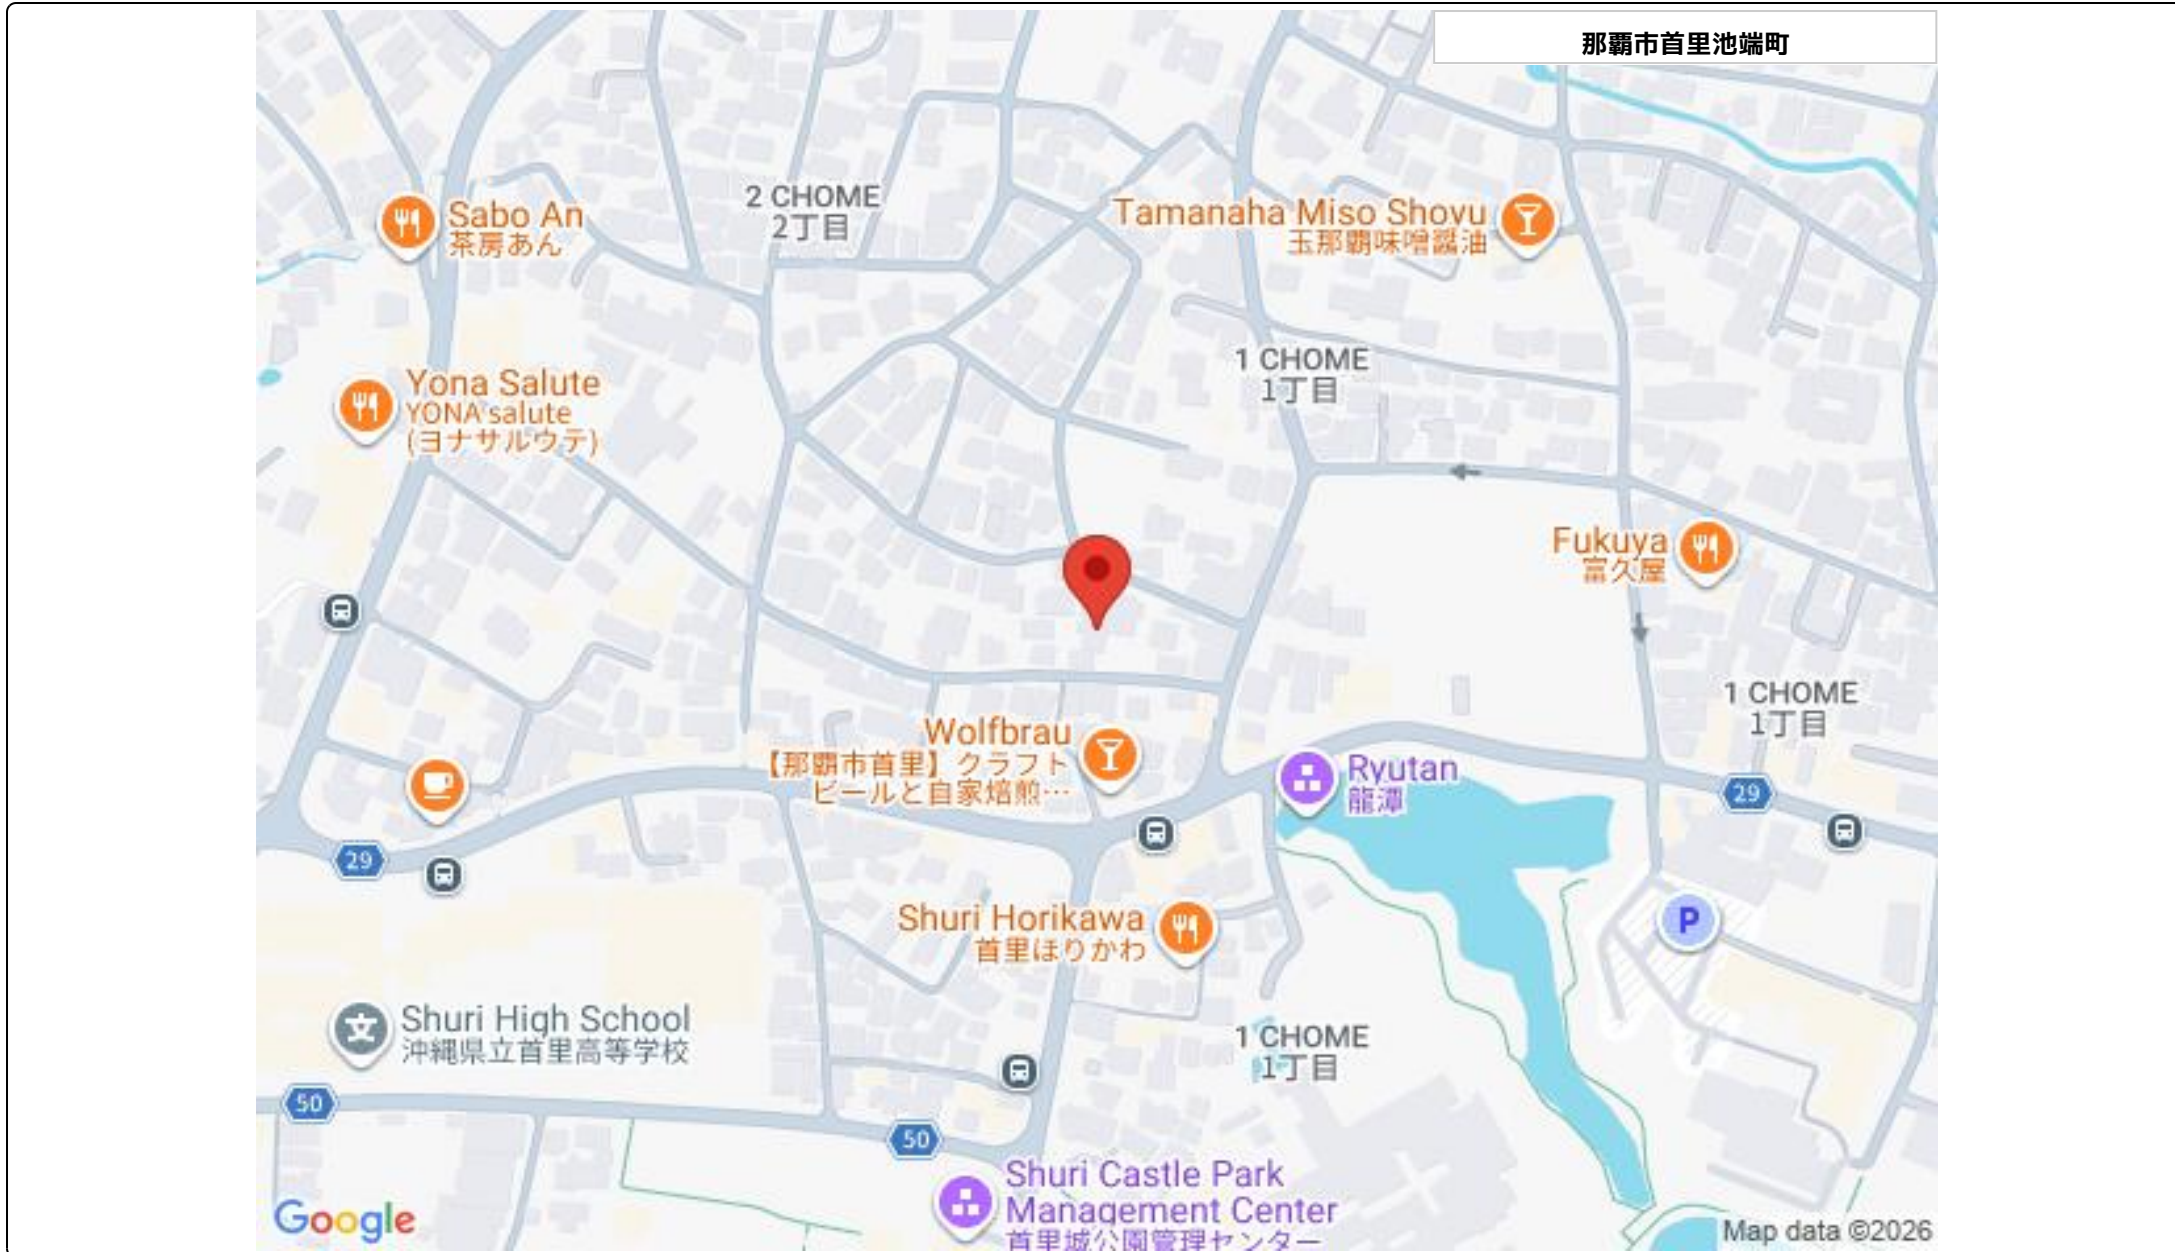 那覇市首里池端町
2 CHOME
2丁目
Sabo An
茶房あん
Tamanaha Miso Shoyu
玉那覇味噌醤油
1 CHOME
1丁目
Yona Salute
YONA salute
(ヨナサルウテ)
Fukuya
富久屋
1 CHOME
1丁目
Wolfbrau
【那覇市首里】クラフト
ビールと自家焙煎…
Ryutan
龍潭
29
29
Shuri Horikawa
首里ほりかわ
P
Shuri High School
沖縄県立首里高等学校
1 CHOME
1丁目
50
50
Shuri Castle Park
Management Center
首里城公園管理センター
Google
Map data ©2026